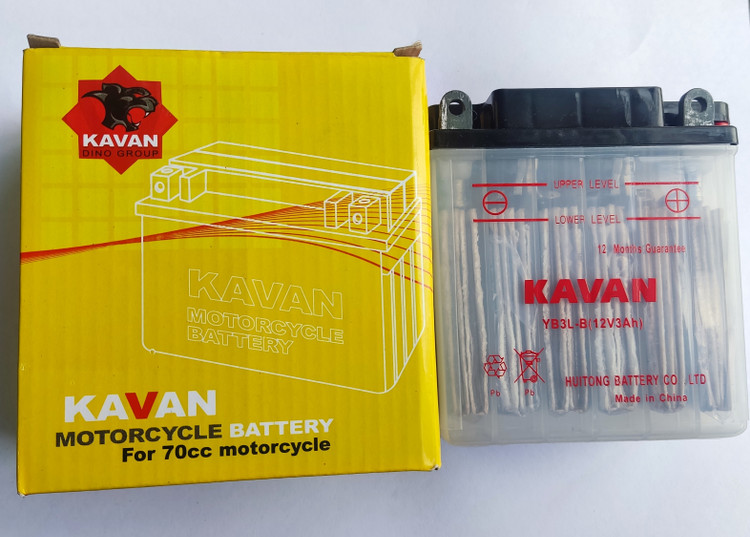 KAVAN
DINO GROUP
KAVAN
MOTORCYCLE
BATTERY
KAVAN
MOTORCYCLE BATTERY
For 70cc motorcycle
UPPER LEVEL
LOWER LEVEL
12 Months Guarantee
KAVAN
YB3L-B(12V3Ah)
Pb Pb
HUITONG BATTERY CO.,LTD
Made in China